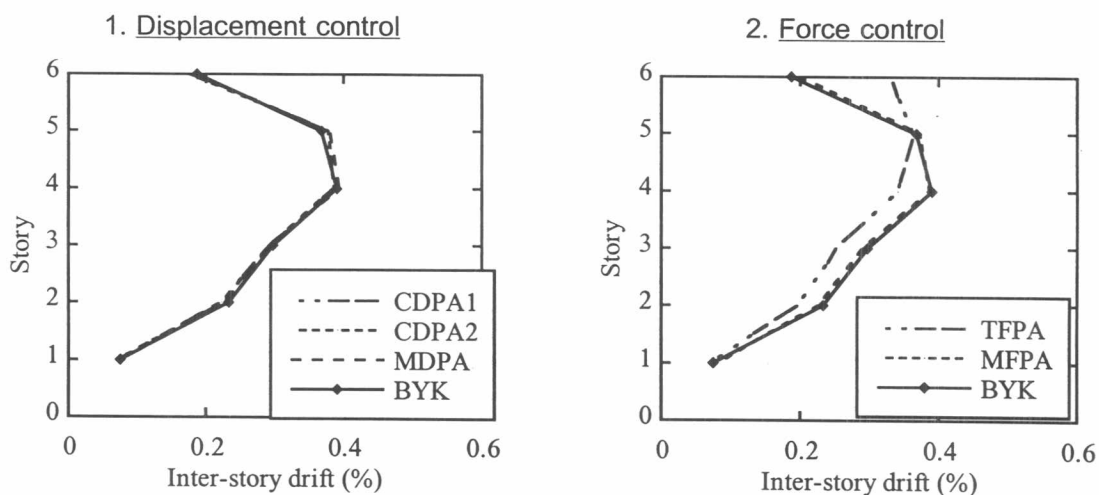 1. Displacement control
6
5
4
3
2
1
0
Story
CDPA1
CDPA2
MDPA
BYK
0 0.2 0.4 0.6
Inter-story drift (%)
2. Force control
6
5
4
3
2
1
0
Story
TFPA
MFPA
BYK
0 0.2 0.4 0.6
Inter-story drift (%)